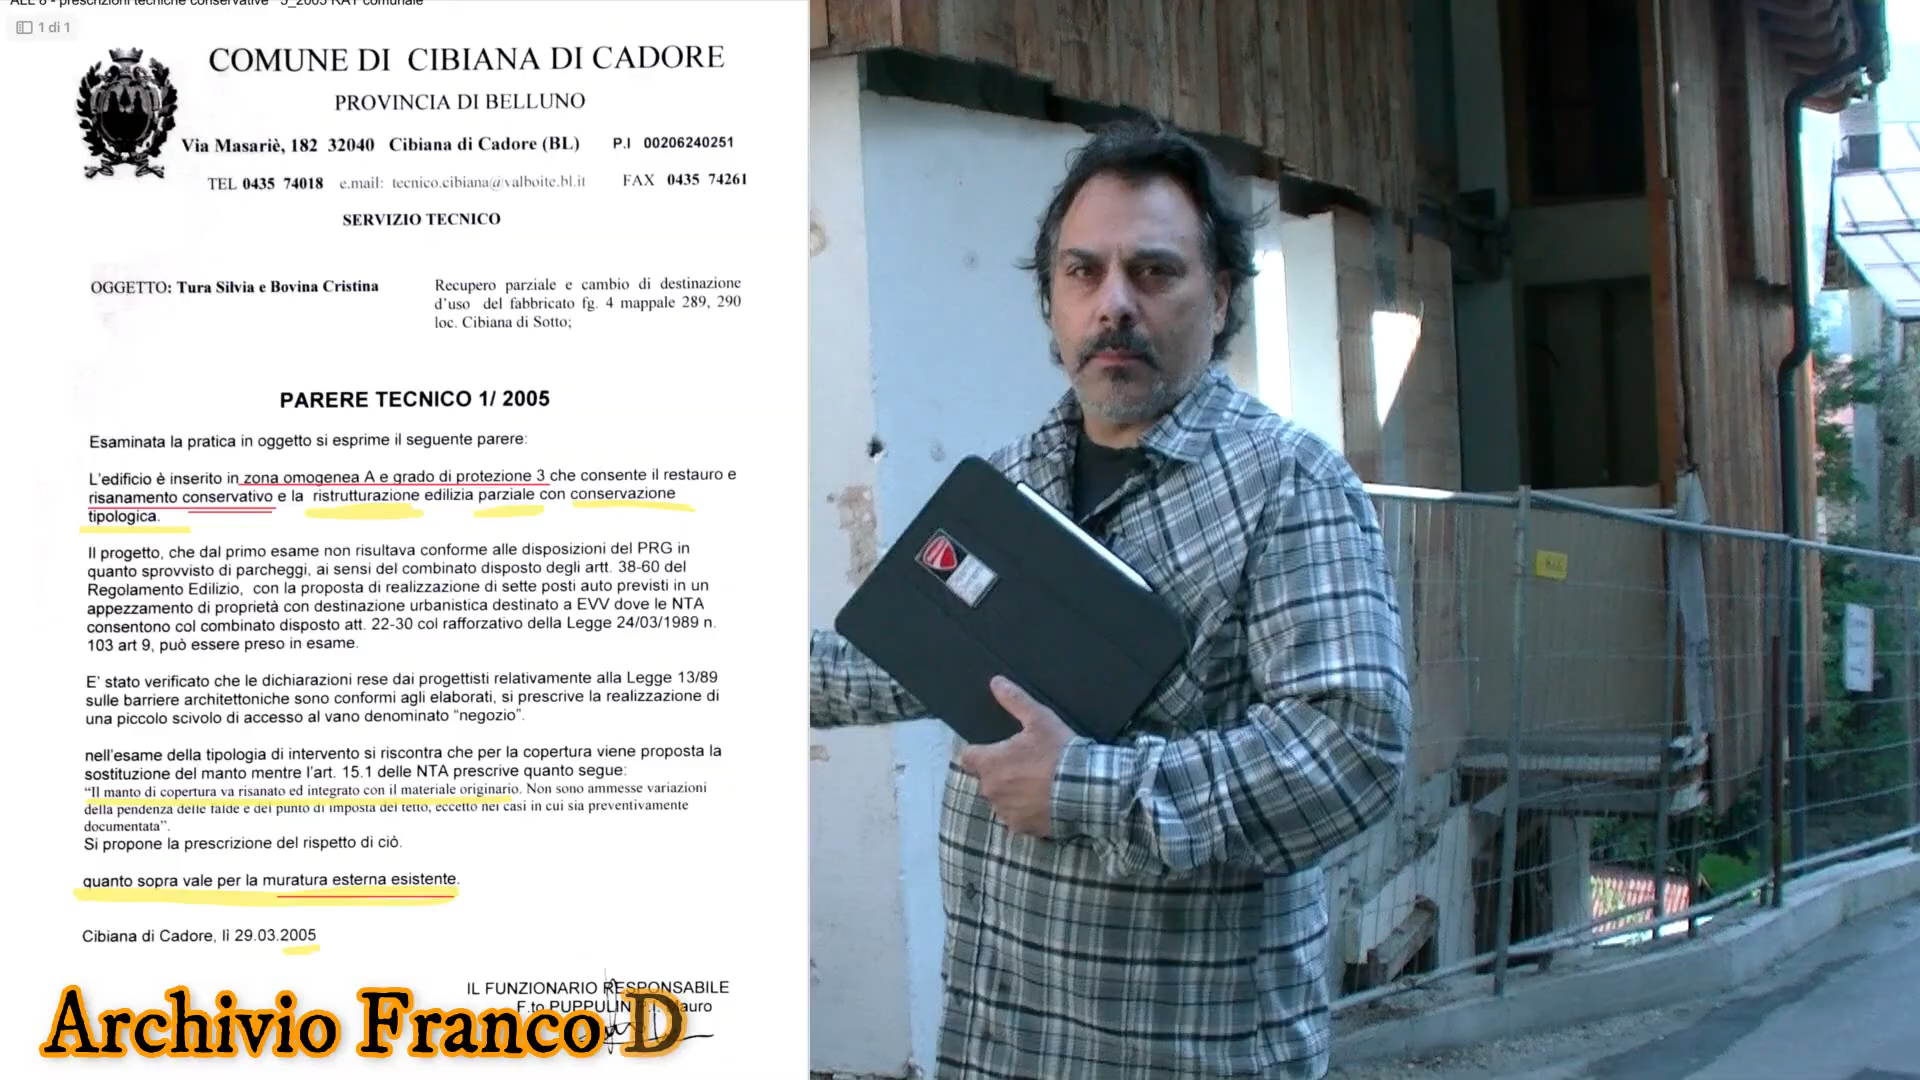 ALL 8 - prescrizioni tecniche conservative
1 di 1
COMUNE DI CIBIANA DI CADORE
PROVINCIA DI BELLUNO
Via Masariè, 182 32040 Cibiana di Cadore (BL) P.I 00206240251
TEL 0435 74018 e.mail: tecnico.cibiana@valboite.bl.it FAX 0435 74261
SERVIZIO TECNICO
OGGETTO: Tura Silvia e Bovina Cristina
Recupero parziale e cambio di destinazione
d'uso del fabbricato fg. 4 mappale 289, 290
loc. Cibiana di Sotto;
PARERE TECNICO 1/ 2005
Esaminata la pratica in oggetto si esprime il seguente parere:
L'edificio è inserito in zona omogenea A e grado di protezione 3 che consente il restauro e
risanamento conservativo e la ristrutturazione edilizia parziale con conservazione
tipologica.
Il progetto, che dal primo esame non risultava conforme alle disposizioni del PRG in
quanto sprovvisto di parcheggi, ai sensi del combinato disposto degli artt. 38-60 del
Regolamento Edilizio, con la proposta di realizzazione di sette posti auto previsti in un
appezzamento di proprietà con destinazione urbanistica destinato a EVV dove le NTA
consentono col combinato disposto att. 22-30 col rafforzativo della Legge 24/03/1989 n.
103 art 9, può essere preso in esame.
E' stato verificato che le dichiarazioni rese dai progettisti relativamente alla Legge 13/89
sulle barriere architettoniche sono conformi agli elaborati, si prescrive la realizzazione di
una piccolo scivolo di accesso al vano denominato "negozio".
nell'esame della tipologia di intervento si riscontra che per la copertura viene proposta la
sostituzione del manto mentre l'art. 15.1 delle NTA prescrive quanto segue:
"Il manto di copertura va risanato ed integrato con il materiale originario. Non sono ammesse variazioni
della pendenza delle falde e del punto di imposta del tetto, eccetto nei casi in cui sia preventivamente
documentata".
Si propone la prescrizione del rispetto di ciò.
quanto sopra vale per la muratura esterna esistente.
Cibiana di Cadore, lì 29.03.2005
IL FUNZIONARIO RESPONSABILE
F.to PUPPULIN
Archivio Franco D